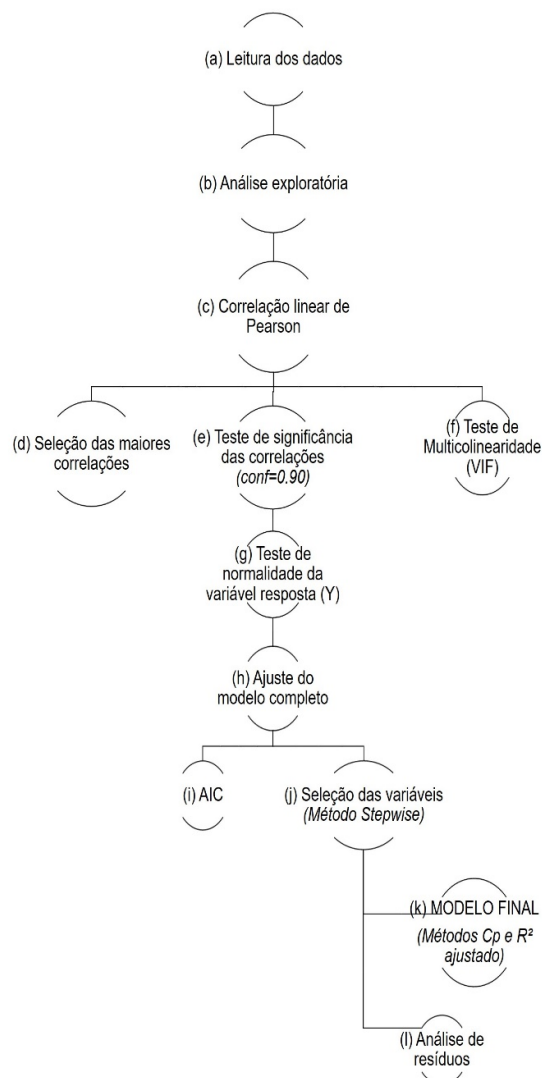 (a) Leitura dos dados
(b) Análise exploratória
(c) Correlação linear de
Pearson
(d) Seleção das maiores
correlações
(e) Teste de significância
das correlações
(conf=0.90)
(f) Teste de
Multicolinearidade
(VIF)
(g) Teste de
normalidade da
variável resposta (Y)
(h) Ajuste do
modelo completo
(i) AIC
(j) Seleção das variáveis
(Método Stepwise)
(k) MODELO FINAL
(Métodos Cp e R²
ajustado)
(l) Análise de
resíduos